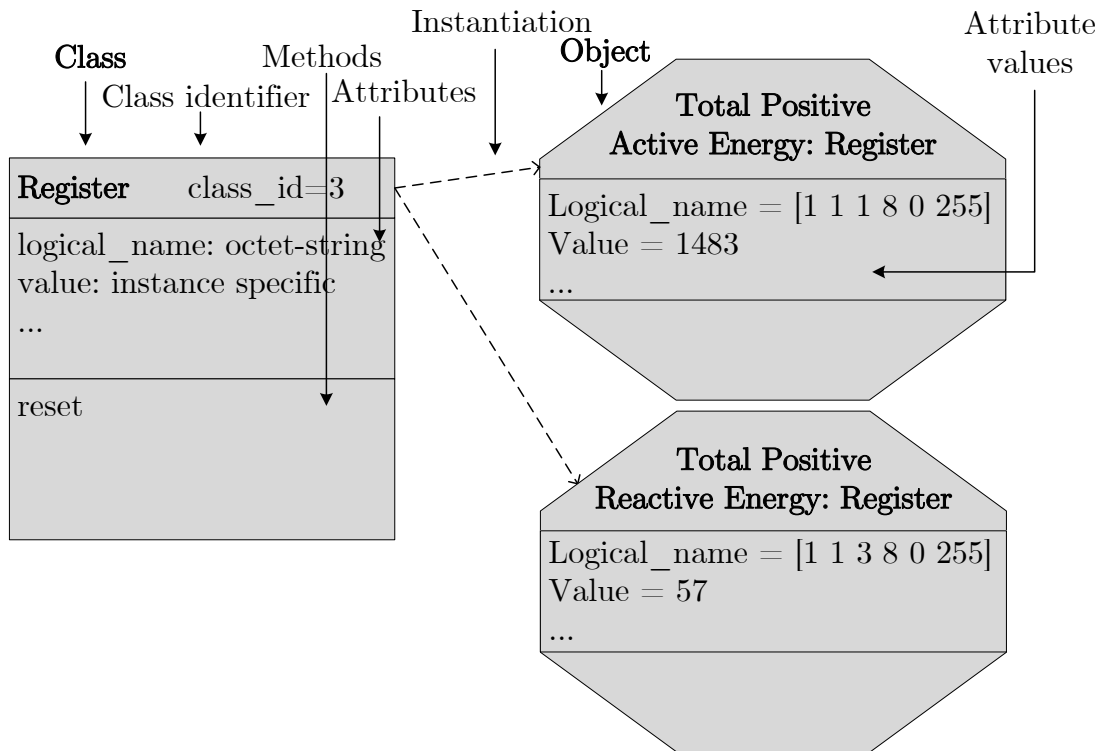 Instantiation
Attribute
values
Class
Methods
Object
Class identifier
Attributes
Register class_id=3
logical_name: octet-string
value: instance specific
...
reset
Total Positive
Active Energy: Register
Logical_name = [1 1 1 8 0 255]
Value = 1483
...
Total Positive
Reactive Energy: Register
Logical_name = [1 1 3 8 0 255]
Value = 57
...